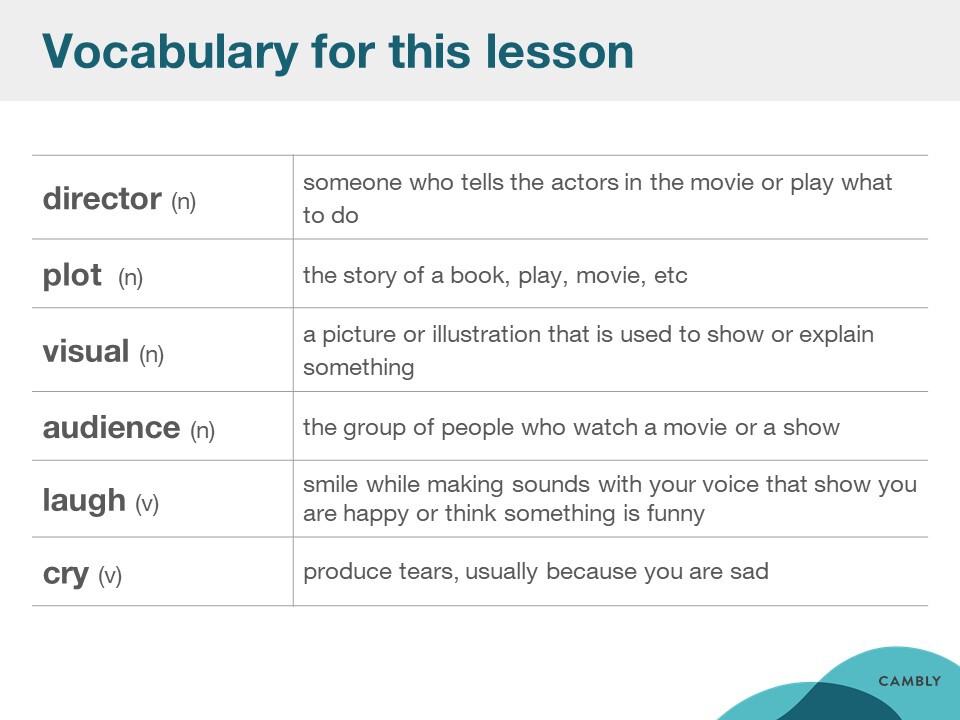 Vocabulary for this lesson
director (n)
someone who tells the actors in the movie or play what
to do
plot (n)
the story of a book, play, movie, etc
visual (n)
a picture or illustration that is used to show or explain
something
audience (n)
the group of people who watch a movie or a show
laugh (v)
smile while making sounds with your voice that show you
are happy or think something is funny
cry (v)
produce tears, usually because you are sad
CAMBLY